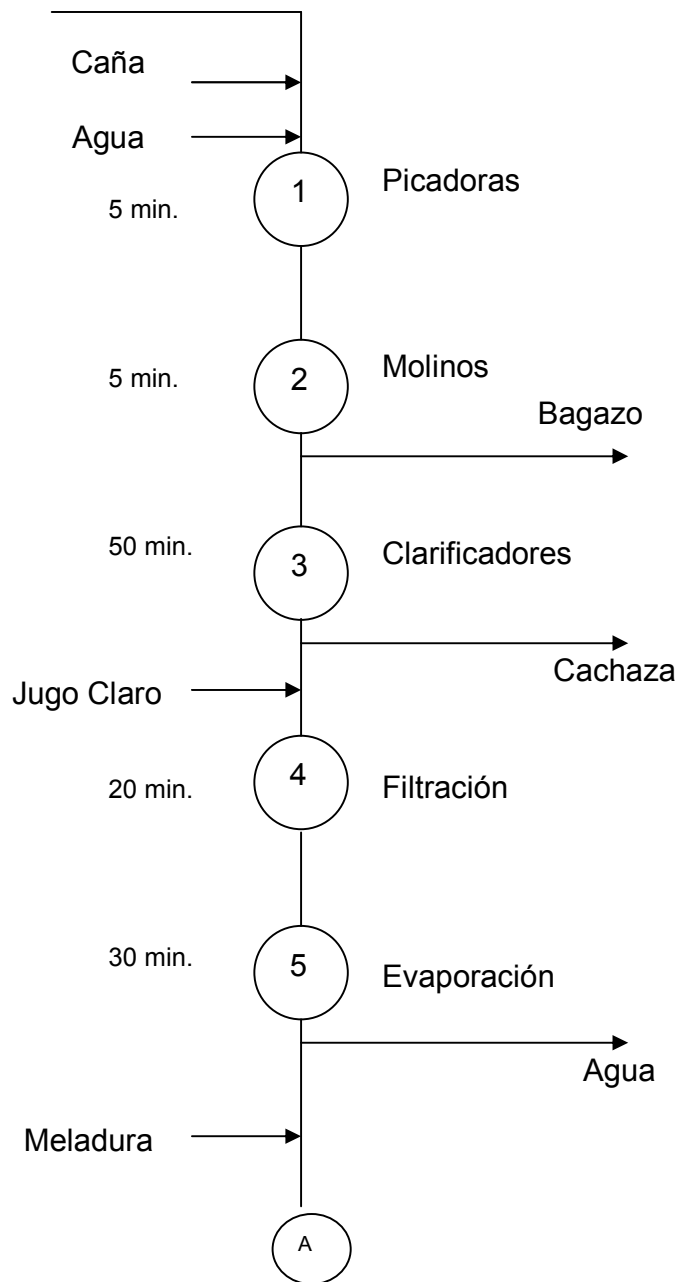 Caña
Agua
1
Picadoras
5 min.
2
Molinos
5 min.
Bagazo
50 min.
3
Clarificadores
Cachaza
Jugo Claro
4
20 min.
Filtración
30 min.
5
Evaporación
Agua
Meladura
A